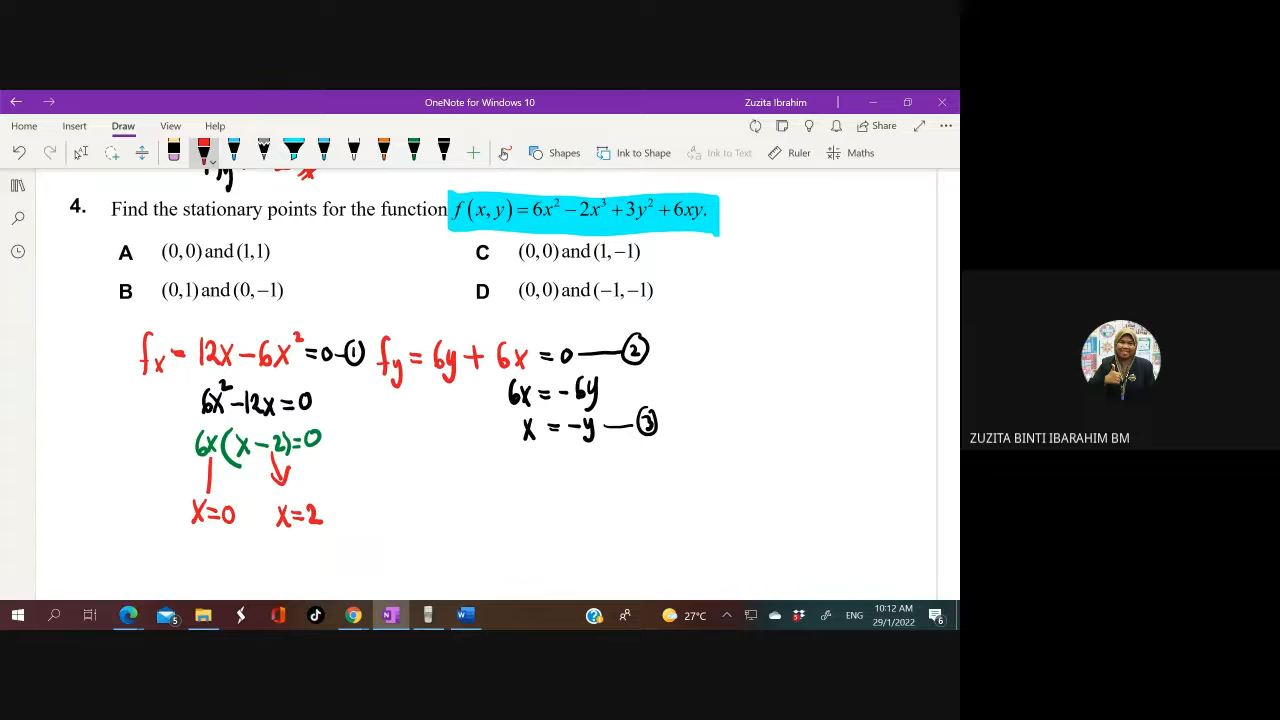 OneNote for Windows 10
Zuzita Ibrahim
Home Insert Draw View Help
Share
Shapes Ink to Shape Ink to Text Ruler Maths
4. Find the stationary points for the function f(x, y) = 6x² − 2x³ + 3y² + 6xy.
A (0,0) and (1,1)
C (0,0) and (1,−1)
B (0,1) and (0,−1)
D (0,0) and (−1,−1)
fx = 12x − 6x² = 0 — ① fy = 6y + 6x = 0 — ②
6x² − 12x = 0 6x = −6y
6x(x − 2) = 0 x = −y — ③
x = 0 x = 2
ZUZITA BINTI IBARAHIM BM
5
27°C
ENG
10:12 AM
29/1/2022
6